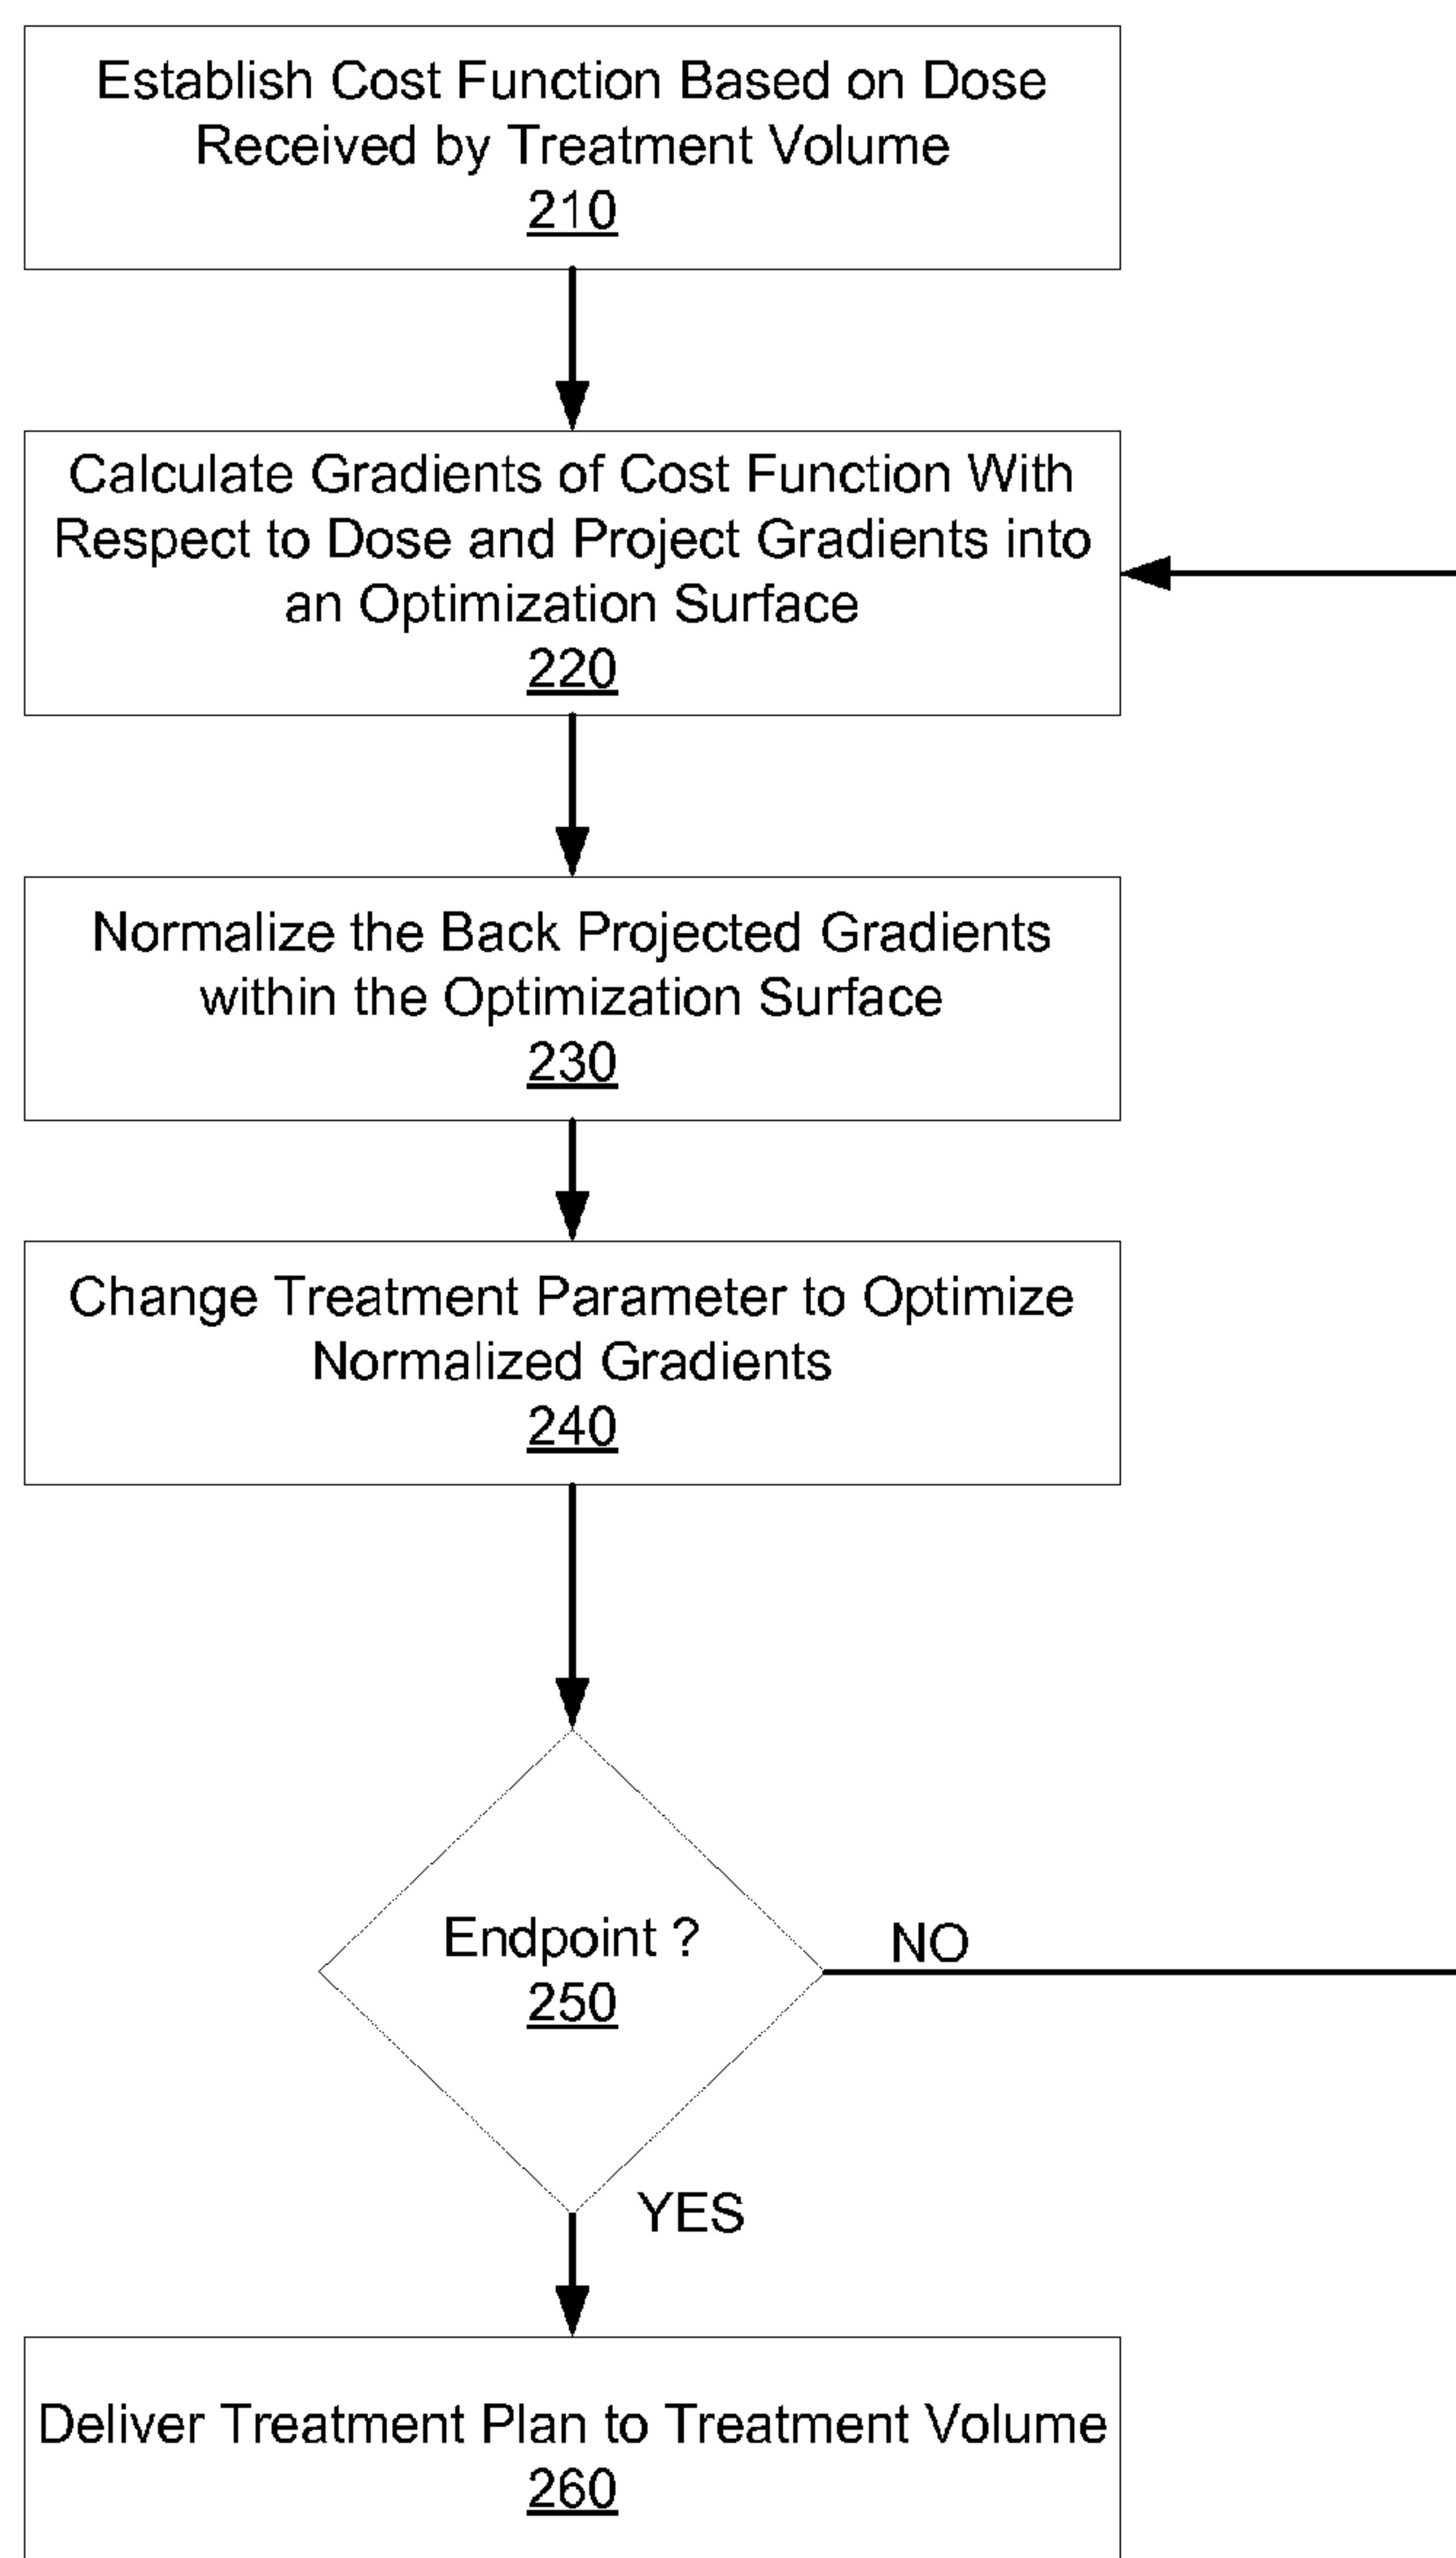 Establish Cost Function Based on Dose
Received by Treatment Volume
210
Calculate Gradients of Cost Function With
Respect to Dose and Project Gradients into
an Optimization Surface
220
Normalize the Back Projected Gradients
within the Optimization Surface
230
Change Treatment Parameter to Optimize
Normalized Gradients
240
Endpoint ?
250
NO
YES
Deliver Treatment Plan to Treatment Volume
260